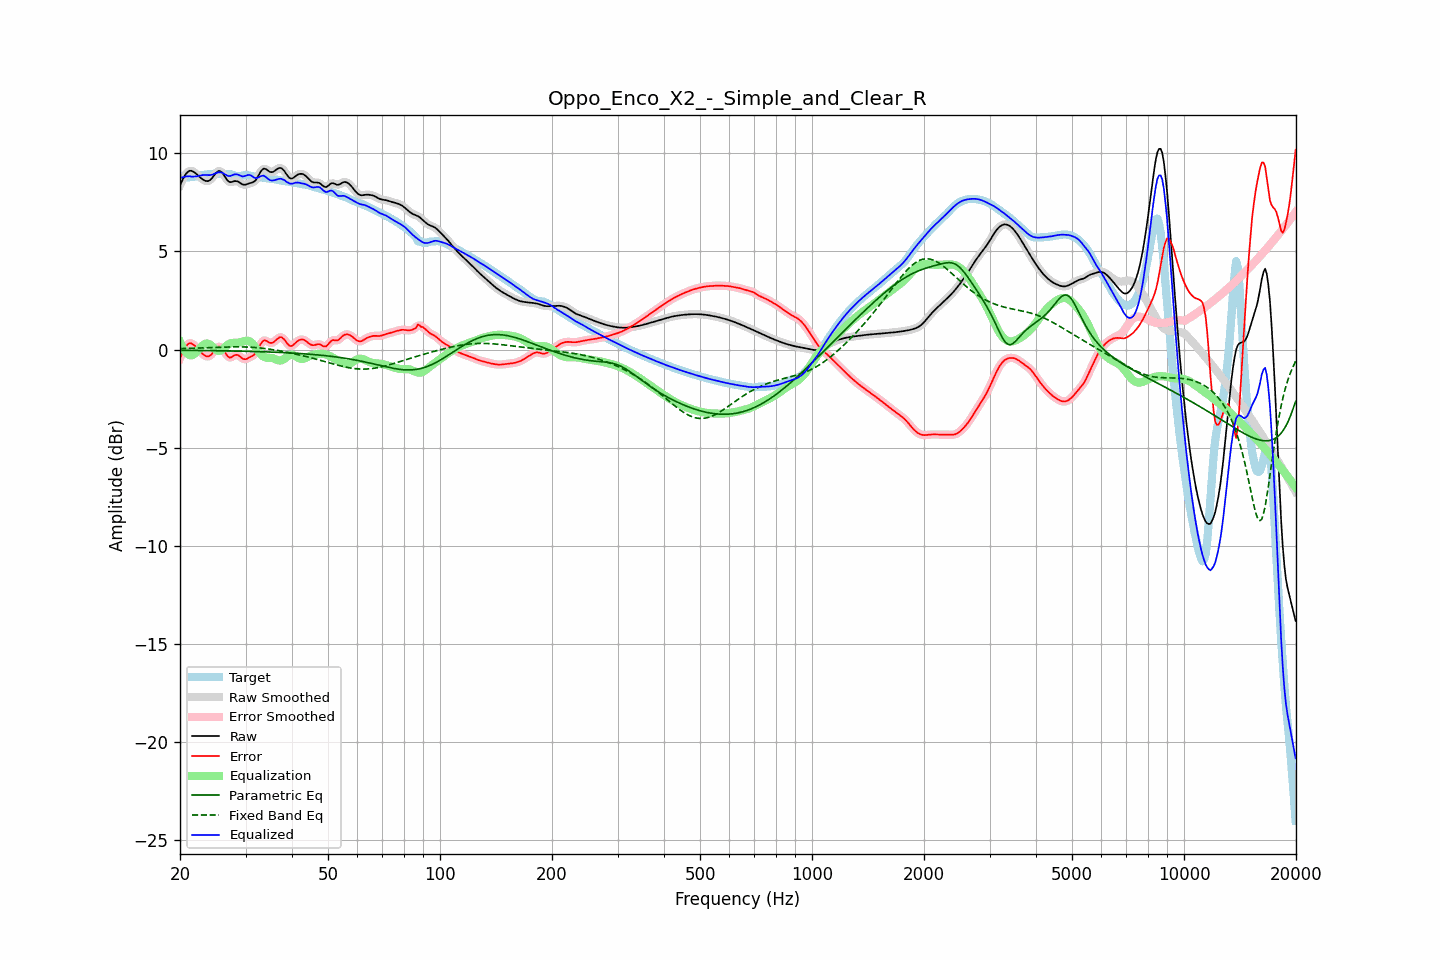 Oppo_Enco_X2_-_Simple_and_Clear_R
Amplitude (dBr)
10
5
0
−5
−10
−15
−20
−25
Target
Raw Smoothed
Error Smoothed
Raw
Error
Equalization
Parametric Eq
Fixed Band Eq
Equalized
20 50 100 200 500 1000 2000 5000 10000 20000
Frequency (Hz)